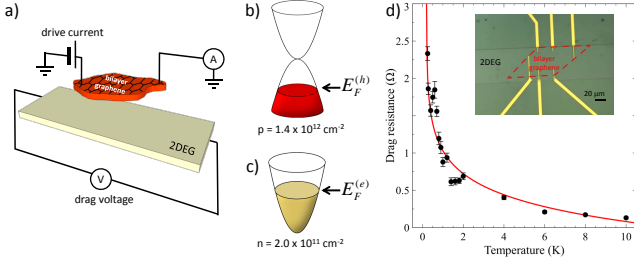 a)
drive current
A
bilayer
graphene
2DEG
V
drag voltage
b)
E_F^(h)
p = 1.4 x 10^12 cm^-2
c)
E_F^(e)
n = 2.0 x 10^11 cm^-2
d)
3
2.5
2
1.5
1
0.5
0
Drag resistance (Ω)
0
2
4
6
8
10
Temperature (K)
2DEG
bilayer
graphene
20 µm